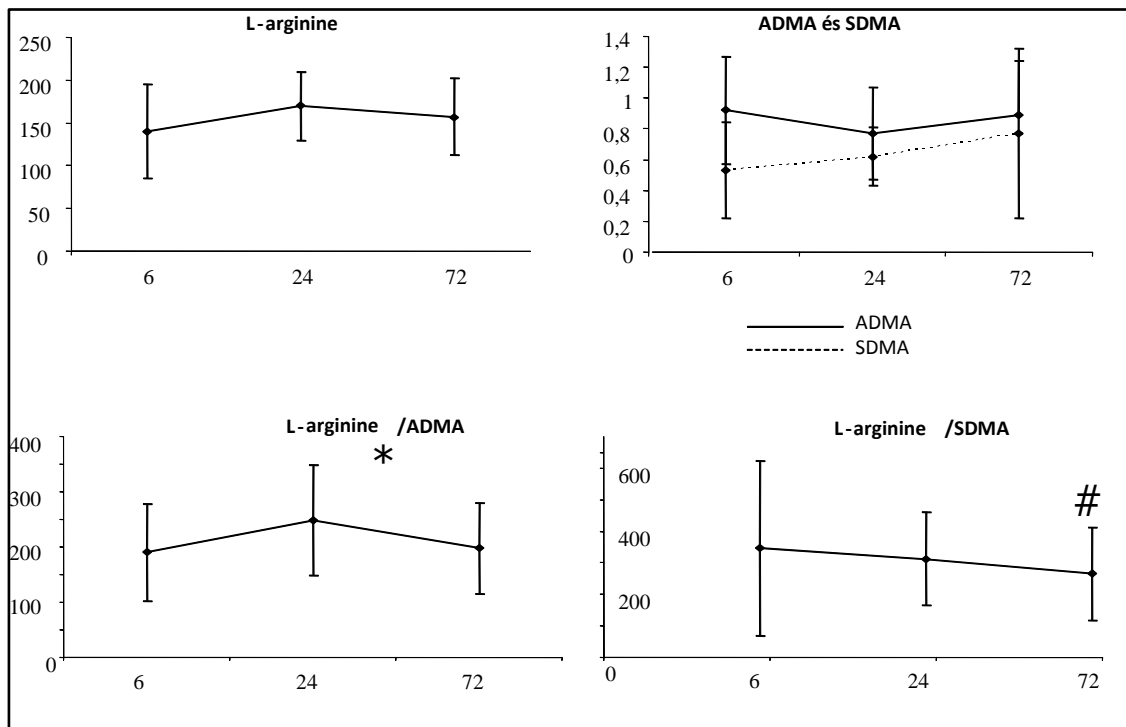 L-arginine
250
200
150
100
50
0
6 24 72
ADMA és SDMA
1,4
1,2
1
0,8
0,6
0,4
0,2
0
6 24 72
ADMA
SDMA
L-arginine /ADMA
400
*
300
200
100
0
6 24 72
L-arginine /SDMA
600
#
400
200
0 6 24 72